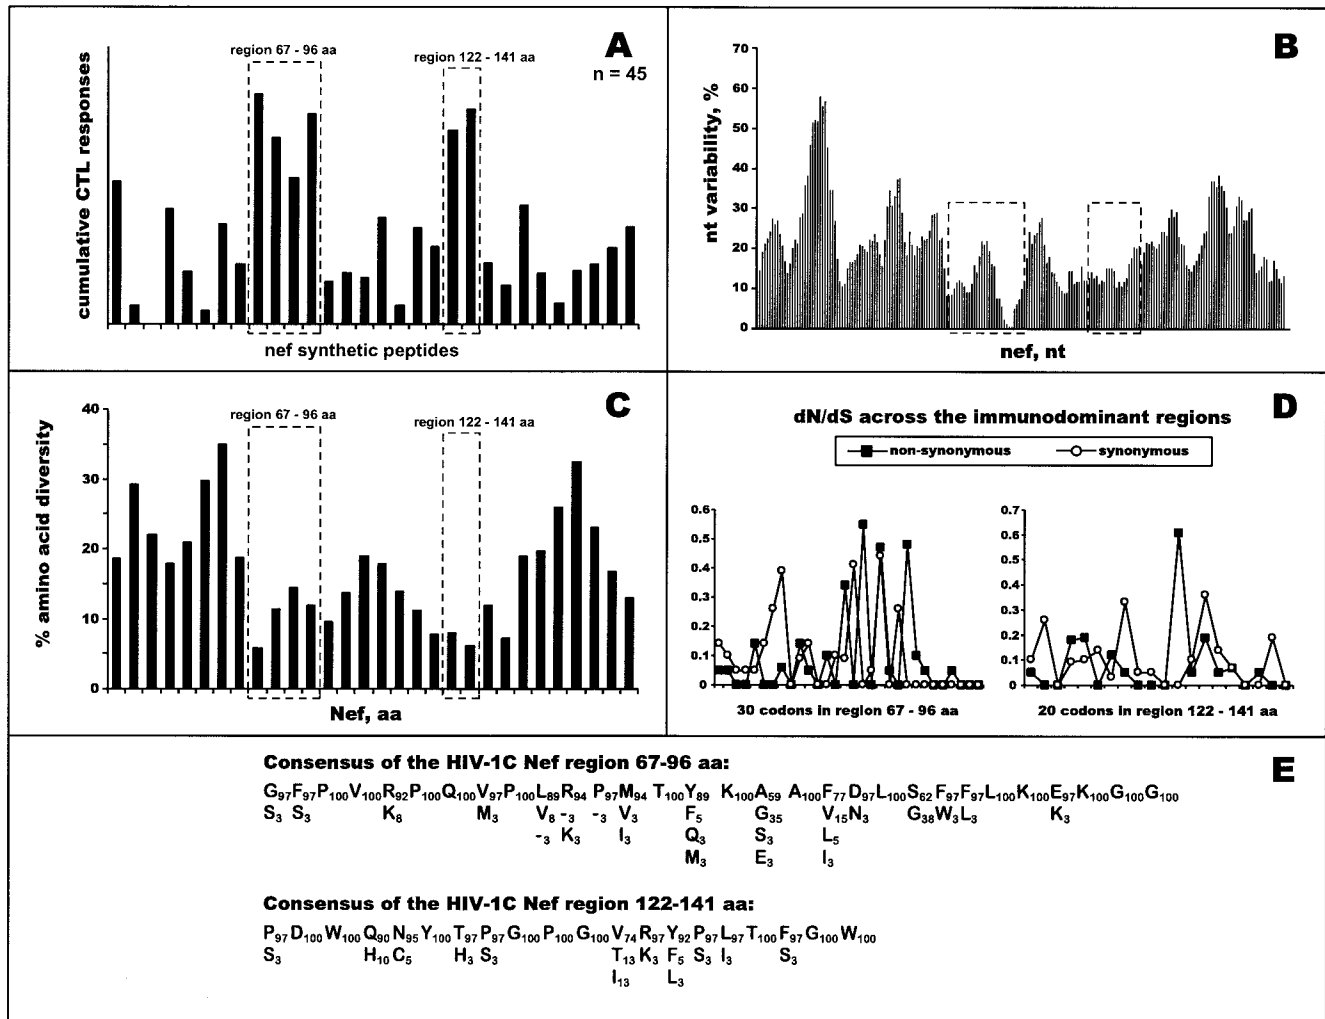 region 67 - 96 aa
region 122 - 141 aa
A
n = 45
cumulative CTL responses
nef synthetic peptides
B
nt variability, %
70
60
50
40
30
20
10
0
nef, nt
C
region 67 - 96 aa
region 122 - 141 aa
% amino acid diversity
40
30
20
10
0
Nef, aa
D
dN/dS across the immunodominant regions
non-synonymous synonymous
0.6
0.5
0.4
0.3
0.2
0.1
0
30 codons in region 67 - 96 aa
0.7
0.6
0.5
0.4
0.3
0.2
0.1
0
20 codons in region 122 - 141 aa
E
Consensus of the HIV-1C Nef region 67-96 aa:
G97F97P100V100R92P100Q100V97P100L89R94 P97M94 T100Y89 K100A59 A100F77D97L100S62F97F97L100K100E97K100G100G100
S3 S3 K8 M3 V8 -3 -3 V3 F5 G35 V15N3 G38W3L3 K3
-3 K3 I3 Q3 S3 L5
M3 E3 I3
Consensus of the HIV-1C Nef region 122-141 aa:
P97D100W100Q90N95Y100T97P97G100P100G100V74R97Y92P97L97T100F97G100W100
S3 H10C5 H3 S3 T13K3 F5 S3 I3 S3
I13 L3